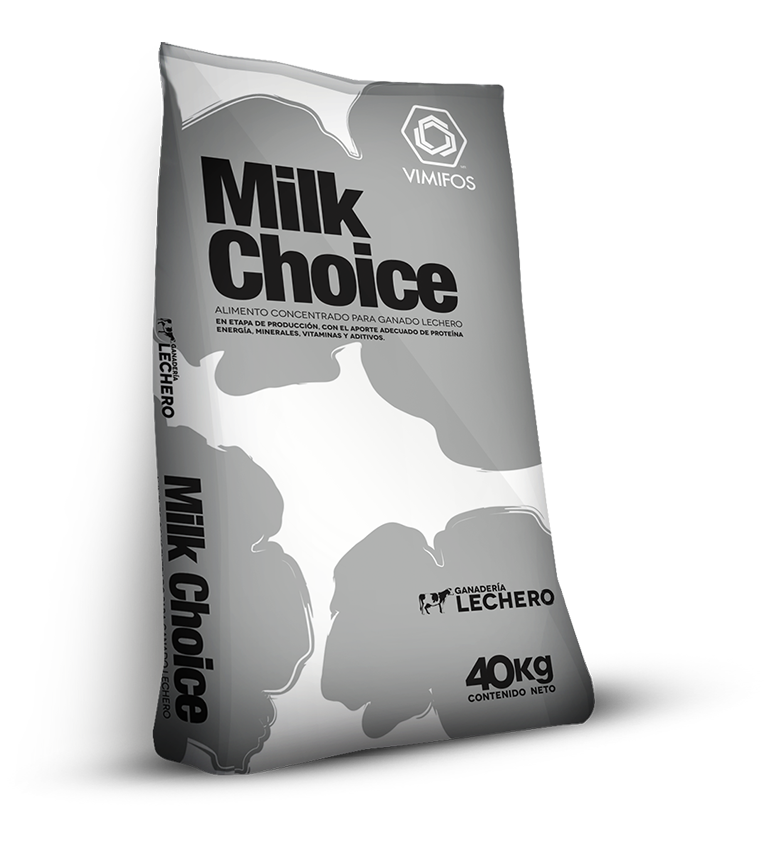 VIMIFOS
Milk
Choice
ALIMENTO CONCENTRADO PARA GANADO LECHERO
EN ETAPA DE PRODUCCIÓN, CON EL APORTE ADECUADO DE PROTEÍNA
ENERGÍA, MINERALES, VITAMINAS Y ADITIVOS.
GANADERÍA
LECHERO
Milk Choice
GANADERÍA
LECHERO
40Kg
CONTENIDO NETO